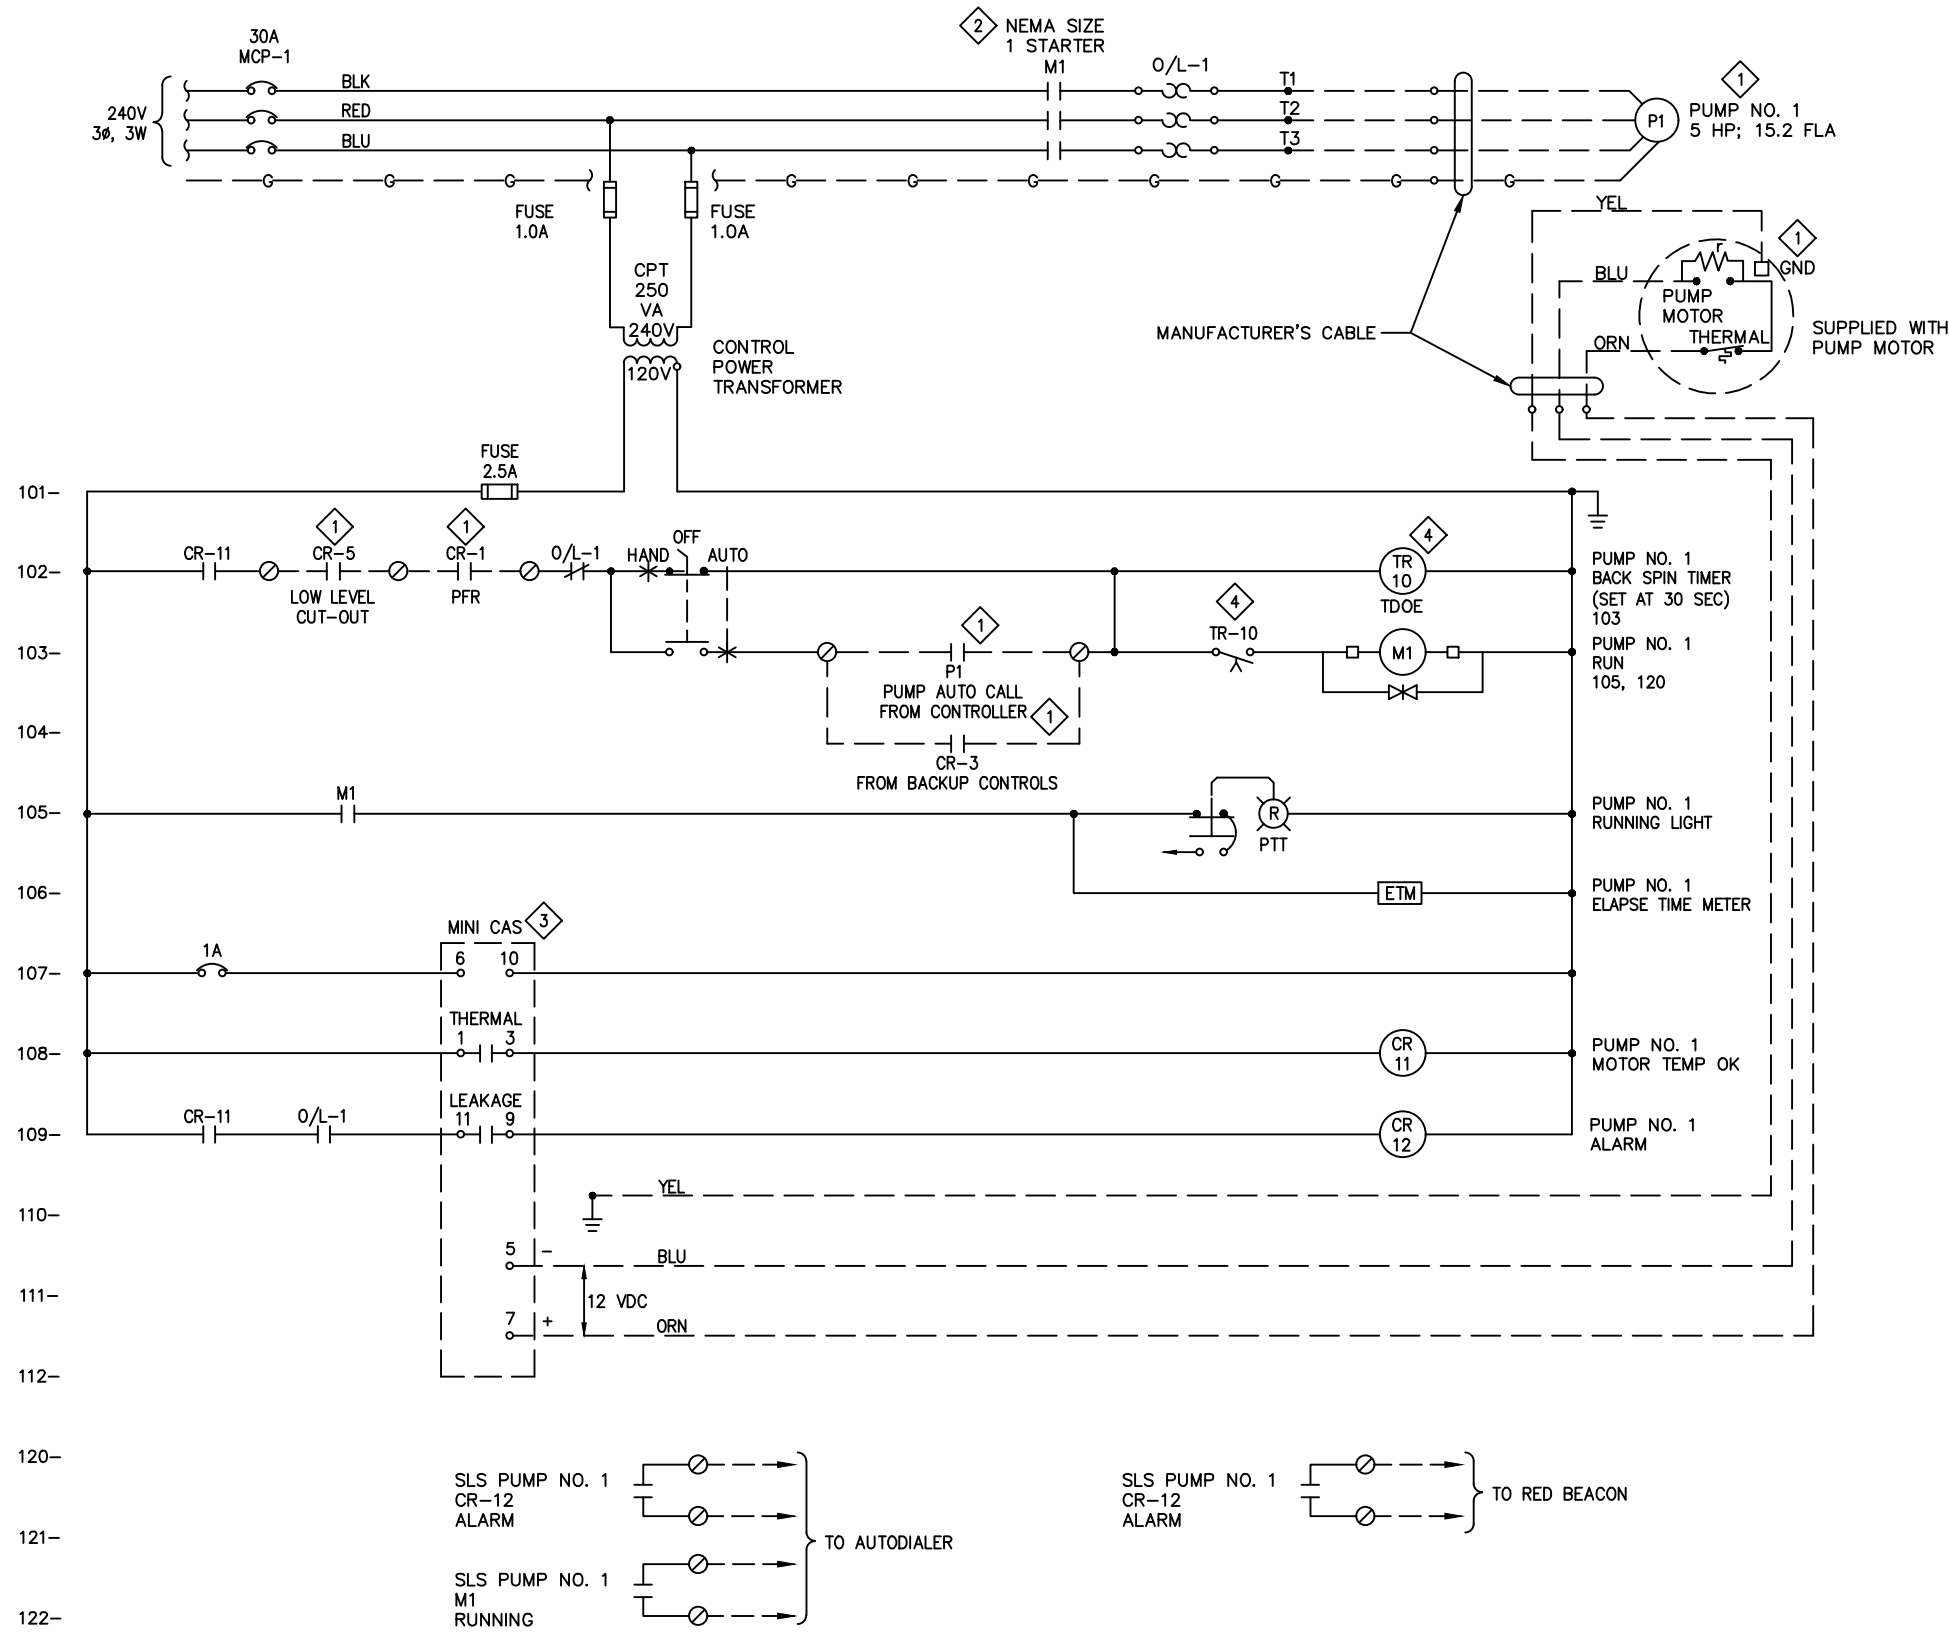 2 NEMA SIZE
1 STARTER
30A
MCP-1
M1
O/L-1
BLK
RED
BLU
T1
T2
T3
240V
3ø, 3W
P1
1
PUMP NO. 1
5 HP; 15.2 FLA
G G G G G G G G G G
FUSE
1.0A
FUSE
1.0A
CPT
250
VA
240V
120V
CONTROL
POWER
TRANSFORMER
MANUFACTURER'S CABLE
YEL
1
r
GND
BLU
PUMP
MOTOR
THERMAL
ORN
SUPPLIED WITH
PUMP MOTOR
FUSE
2.5A
101-
1 1 OFF 4
102- CR-11 CR-5 CR-1 O/L-1 HAND AUTO TR
10
LOW LEVEL
CUT-OUT
PFR
TDOE
PUMP NO. 1
BACK SPIN TIMER
(SET AT 30 SEC)
103
103-
1
4
TR-10
M1
PUMP NO. 1
RUN
105, 120
P1
PUMP AUTO CALL
FROM CONTROLLER
1
104-
CR-3
FROM BACKUP CONTROLS
105- M1 R
PTT
PUMP NO. 1
RUNNING LIGHT
106- ETM
PUMP NO. 1
ELAPSE TIME METER
MINI CAS 3
107- 1A 6 10
THERMAL
108- 1 3 CR
11
PUMP NO. 1
MOTOR TEMP OK
LEAKAGE
109- CR-11 O/L-1 11 9 CR
12
PUMP NO. 1
ALARM
110- YEL
5 - BLU
111- 12 VDC
7 + ORN
112-
120-
SLS PUMP NO. 1
CR-12
ALARM
SLS PUMP NO. 1
CR-12
ALARM
TO RED BEACON
121-
TO AUTODIALER
SLS PUMP NO. 1
M1
RUNNING
122-